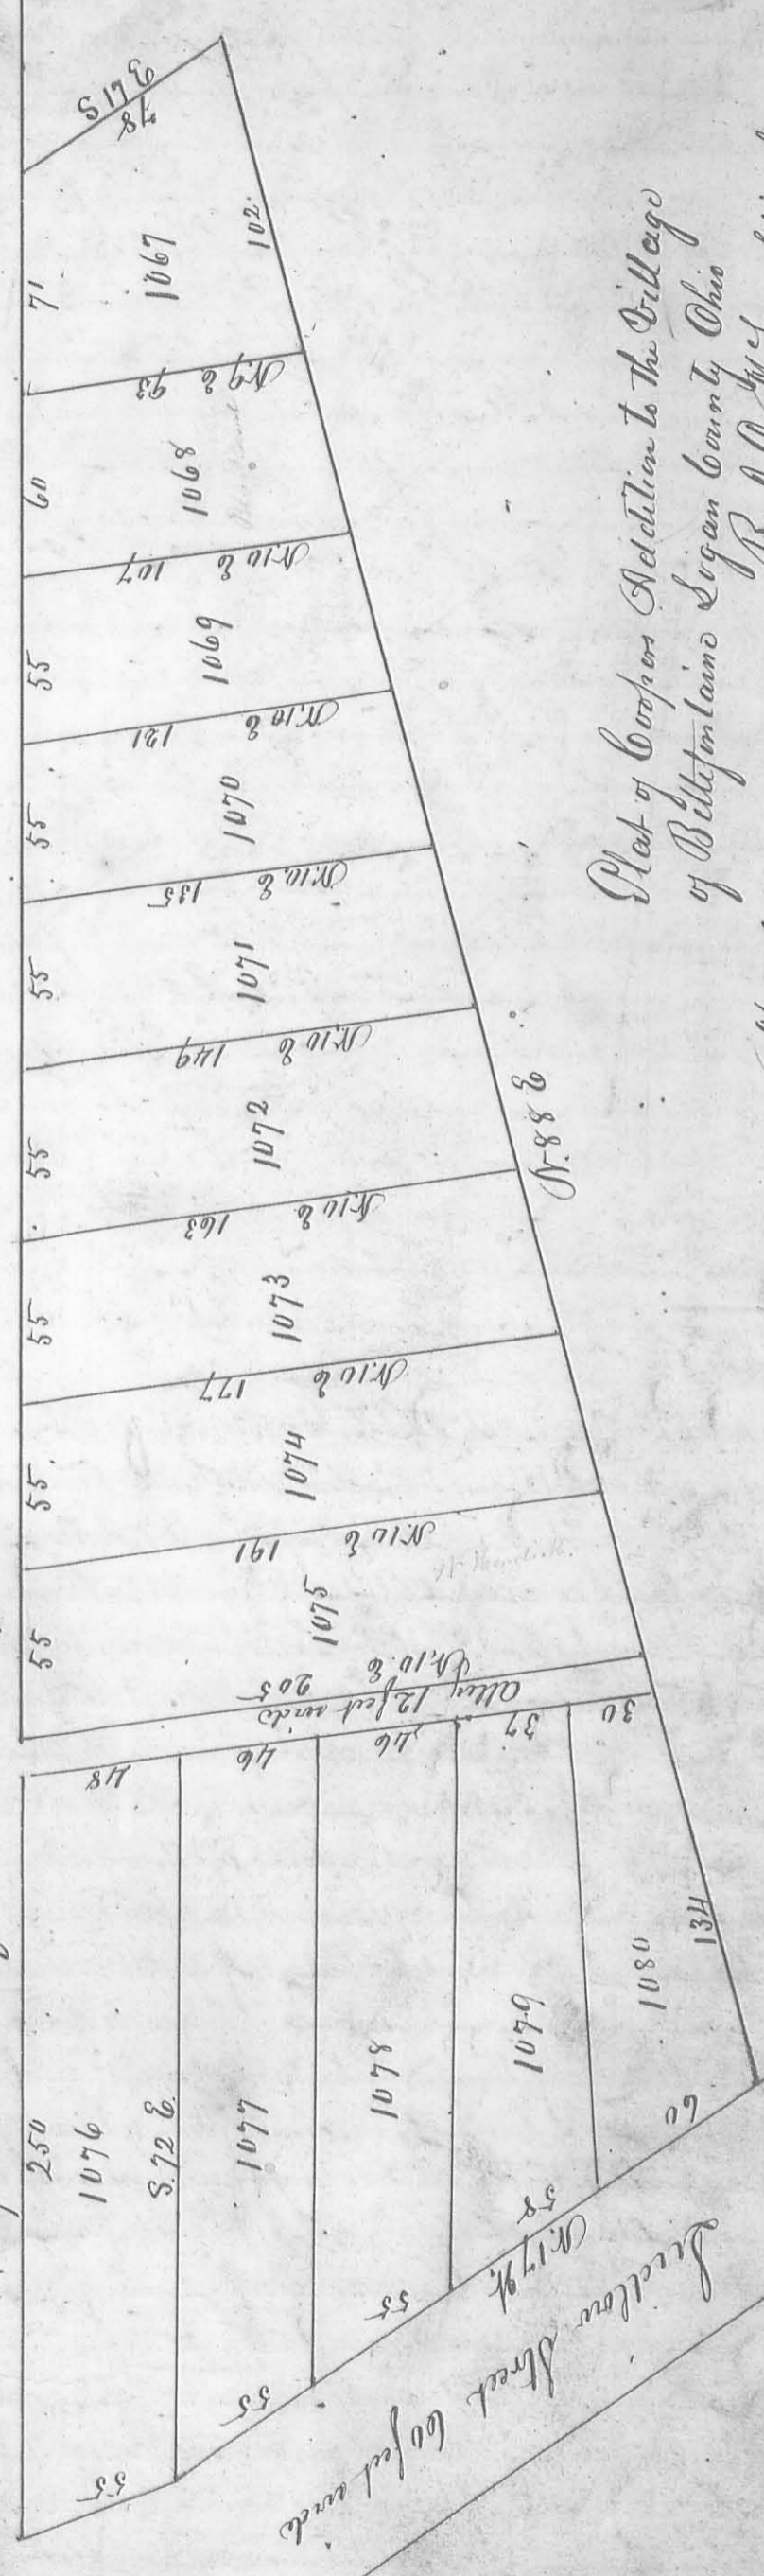 S 17 E
78
71
1067
102
N. 9 E 93
60
1068
N. 10 E 107
55
1069
N. 10 E 121
55
1070
N. 10 E 135
55
1071
N. 10 E 149
55
1072
N. 88 E
N. 10 E 163
55
1073
N. 10 E 177
55
1074
N. 10 E 191
55
1075
N. 10 E 205
Alley 12 feet wide
48
46
46
37
30
250
1076
S. 72 E.
1077
1078
1079
1080
134
55
55
55
58
60
N. 17 W.
Ludlow Street 60 feet wide
Plat of Coopers Addition to the Village
of Bellefontaine Logan County Ohio